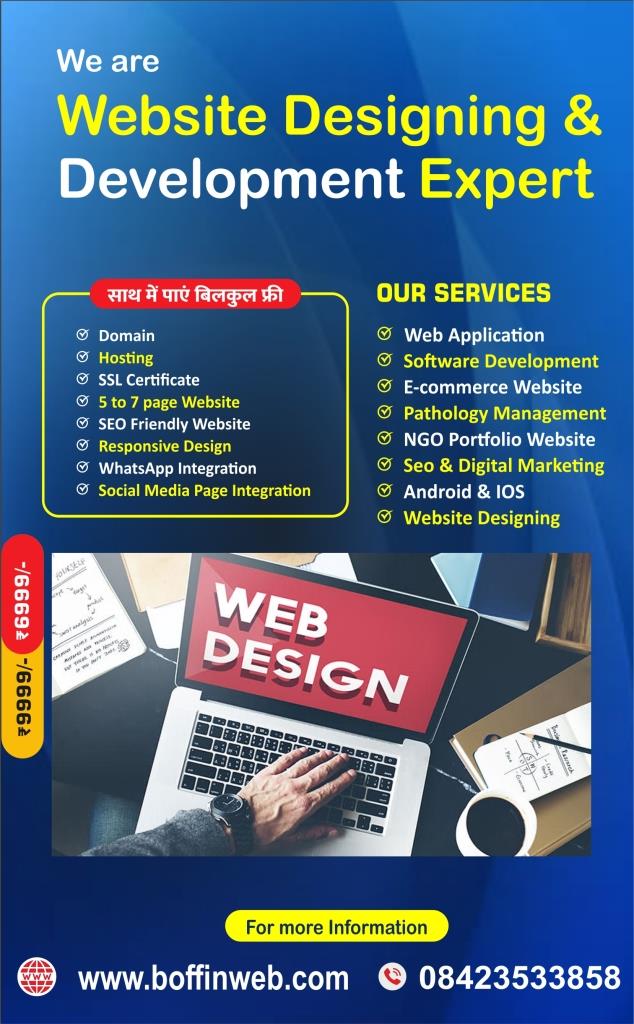 We are
Website Designing &
Development Expert
साथ में पाएं बिलकुल फ्री
Domain
Hosting
SSL Certificate
5 to 7 page Website
SEO Friendly Website
Responsive Design
WhatsApp Integration
Social Media Page Integration
OUR SERVICES
Web Application
Software Development
E-commerce Website
Pathology Management
NGO Portfolio Website
Seo & Digital Marketing
Android & IOS
Website Designing
₹6999/-
₹9999/-
WEB
DESIGN
For more Information
WWW
www.boffinweb.com
08423533858